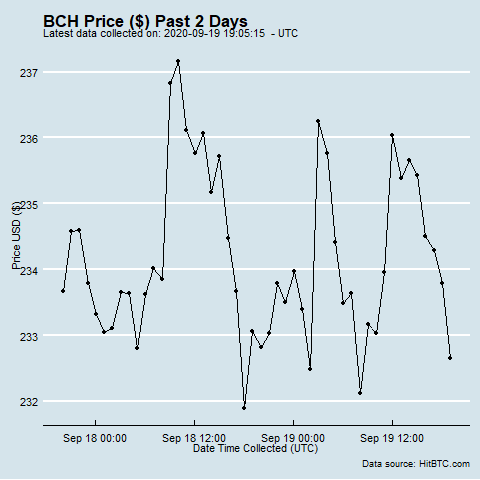 BCH Price ($) Past 2 Days
Latest data collected on: 2020-09-19 19:05:15 - UTC
237
236
235
234
233
232
Price USD ($)
Sep 18 00:00 Sep 18 12:00 Sep 19 00:00 Sep 19 12:00
Date Time Collected (UTC)
Data source: HitBTC.com